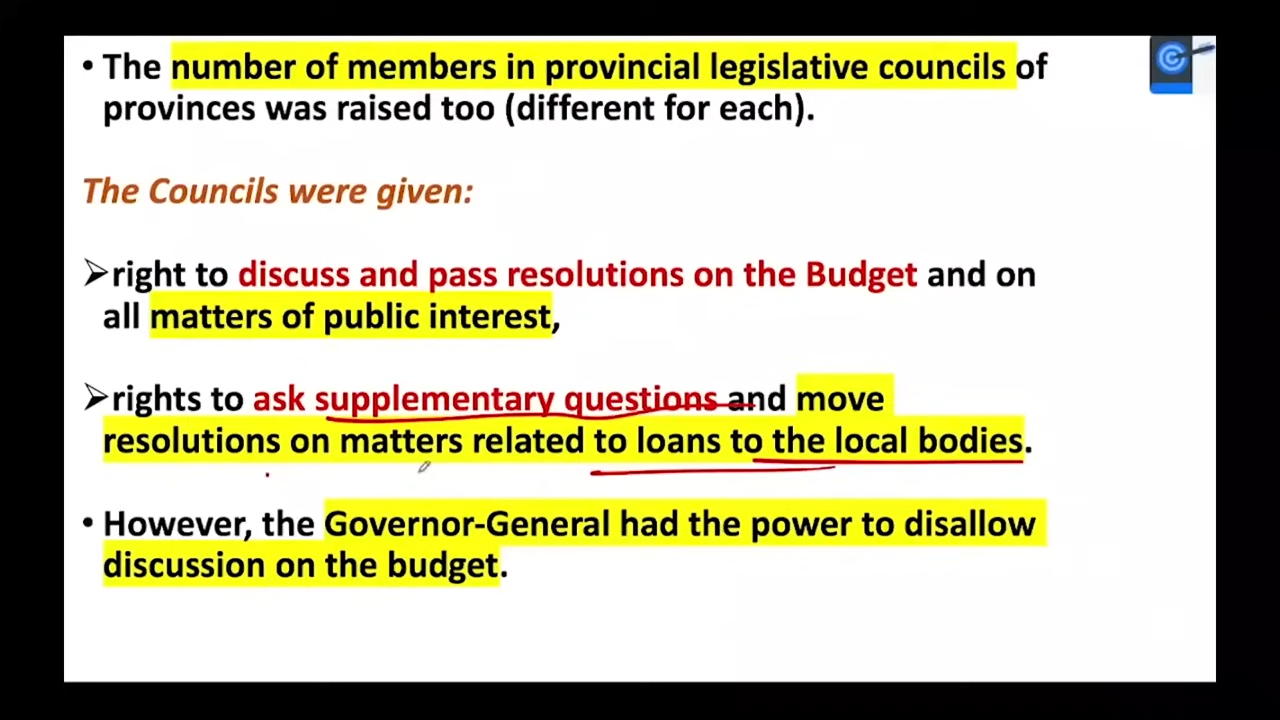 • The number of members in provincial legislative councils of
provinces was raised too (different for each).
The Councils were given:
➢right to discuss and pass resolutions on the Budget and on
all matters of public interest,
➢rights to ask supplementary questions and move
resolutions on matters related to loans to the local bodies.
• However, the Governor-General had the power to disallow
discussion on the budget.